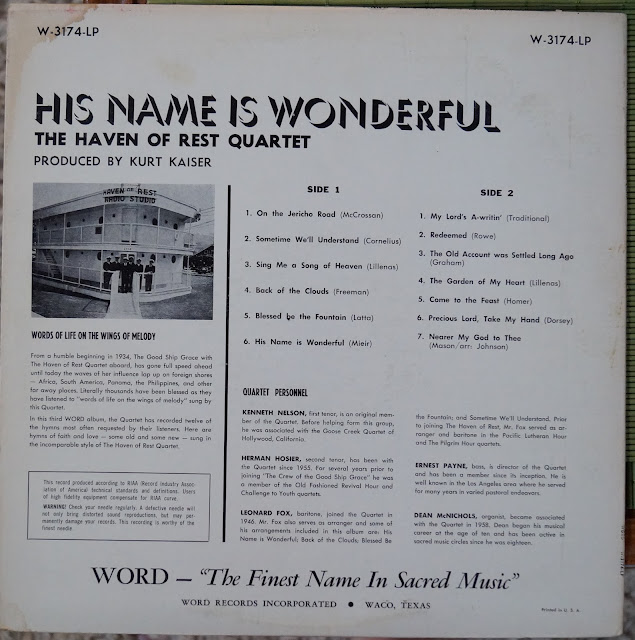 W-3174-LP
W-3174-LP
HIS NAME IS WONDERFUL
THE HAVEN OF REST QUARTET
PRODUCED BY KURT KAISER
HAVEN OF REST
RADIO STUDIO
WORDS OF LIFE ON THE WINGS OF MELODY
From a humble beginning in 1934, The Good Ship Grace with
The Haven of Rest Quartet aboard, has gone full speed ahead
until today the waves of her influence lap up on foreign shores
— Africa, South America, Panama, the Philippines, and other
far away places. Literally thousands have been blessed as they
have listened to "words of life on the wings of melody" sung by
this Quartet.
In this third WORD album, the Quartet has recorded twelve of
the hymns most often requested by their listeners. Here are
hymns of faith and love — some old and some new — sung in
the incomparable style of The Haven of Rest Quartet.
This record produced according to RIAA (Record Industry Assoc-
iation of America) technical standards and definitions. Users
of high fidelity equipment compensate for RIAA curve.
WARNING! Check your needle regularly. A defective needle will
not only bring distorted sound reproductions, but may per-
manently damage your records. This recording is worthy of the
finest needle.
SIDE 1
1. On the Jericho Road (McCrossan)
2. Sometime We'll Understand (Cornelius)
3. Sing Me a Song of Heaven (Lillenas)
4. Back of the Clouds (Freeman)
5. Blessed be the Fountain (Latta)
6. His Name is Wonderful (Mieir)
SIDE 2
1. My Lord's A-writin' (Traditional)
2. Redeemed (Rowe)
3. The Old Account was Settled Long Ago
(Graham)
4. The Garden of My Heart (Lillenas)
5. Come to the Feast (Homer)
6. Precious Lord, Take My Hand (Dorsey)
7. Nearer My God to Thee
(Mason/arr: Johnson)
QUARTET PERSONNEL
KENNETH NELSON, first tenor, is an original mem-
ber of the Quartet. Before helping form this group,
he was associated with the Goose Creek Quartet of
Hollywood, California.
HERMAN HOSIER, second tenor, has been with
the Quartet since 1955. For several years prior to
joining "The Crew of the Good Ship Grace" he was
a member of the Old Fashioned Revival Hour and
Challenge to Youth quartets.
LEONARD FOX, baritone, joined the Quartet in
1946. Mr. Fox also serves as arranger and some of
his arrangements included in this album are: His
Name is Wonderful; Back of the Clouds; Blessed Be
the Fountain; and Sometime We'll Understand. Prior
to joining The Haven of Rest, Mr. Fox served as ar-
ranger and baritone in the Pacific Lutheran Hour
and The Pilgrim Hour quartets.
ERNEST PAYNE, bass, is director of the Quartet
and has been a member since its inception. He is
well known in the Los Angeles area where he served
for many years in varied pastoral endeavors.
DEAN McNICHOLS, organist, became associated
with the Quartet in 1958. Dean began his musical
career at the age of ten and has been active in
sacred music circles since he was eighteen.
WORD — "The Finest Name In Sacred Music"
WORD RECORDS INCORPORATED ● WACO, TEXAS
Printed in U. S. A.